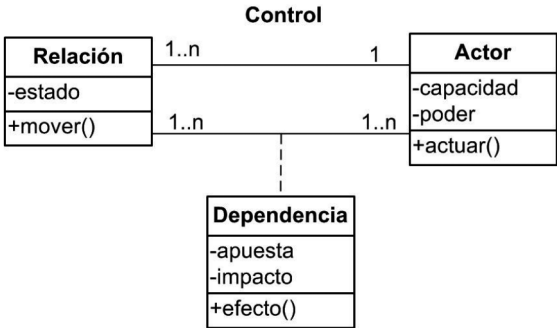 Control
Relación
-estado
+mover()
1..n
1
1..n
1..n
Actor
-capacidad
-poder
+actuar()
Dependencia
-apuesta
-impacto
+efecto()